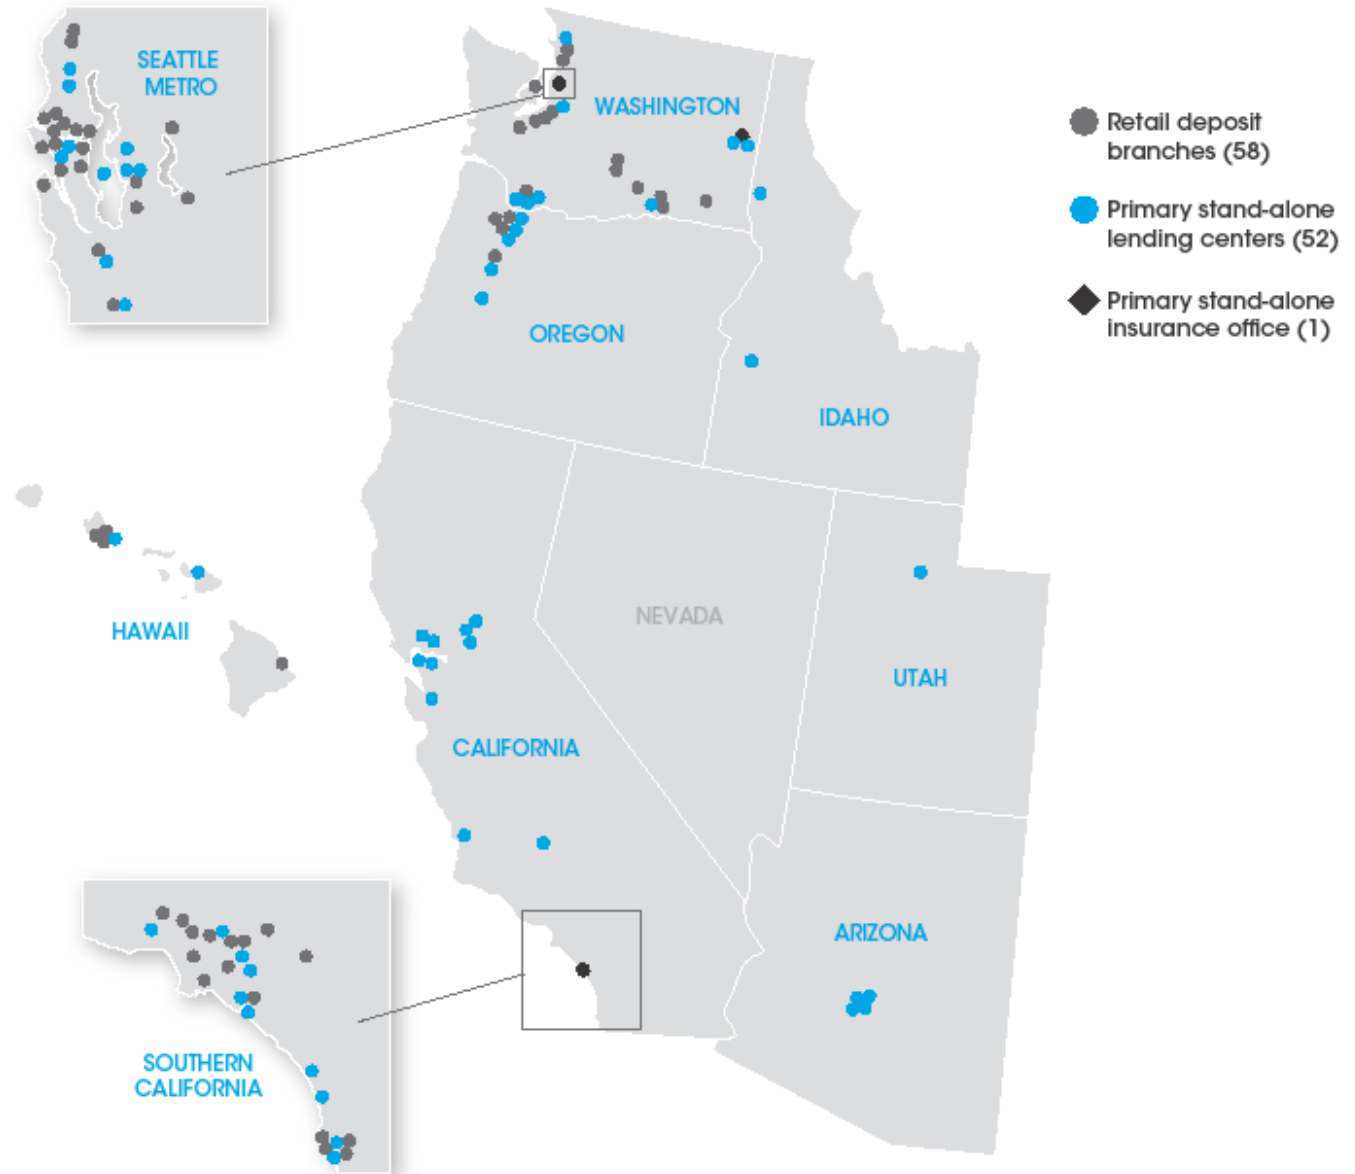 SEATTLE
METRO
WASHINGTON
Retail deposit
branches (58)
Primary stand-alone
lending centers (52)
Primary stand-alone
insurance office (1)
OREGON
IDAHO
HAWAII
NEVADA
UTAH
CALIFORNIA
ARIZONA
SOUTHERN
CALIFORNIA